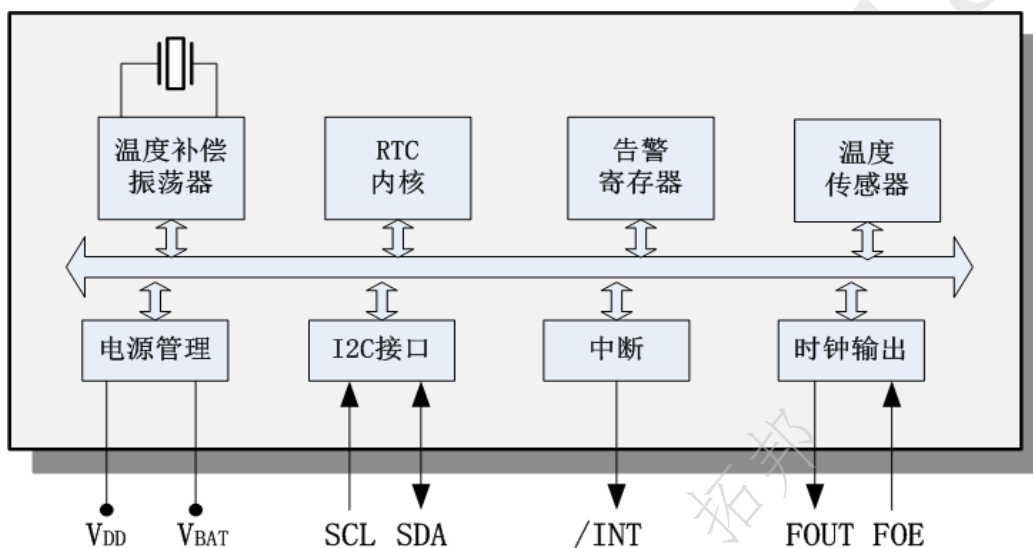 温度补偿
振荡器
RTC
内核
告警
寄存器
温度
传感器
电源管理
I2C接口
中断
时钟输出
VDD VBAT SCL SDA /INT FOUT FOE
拓邦